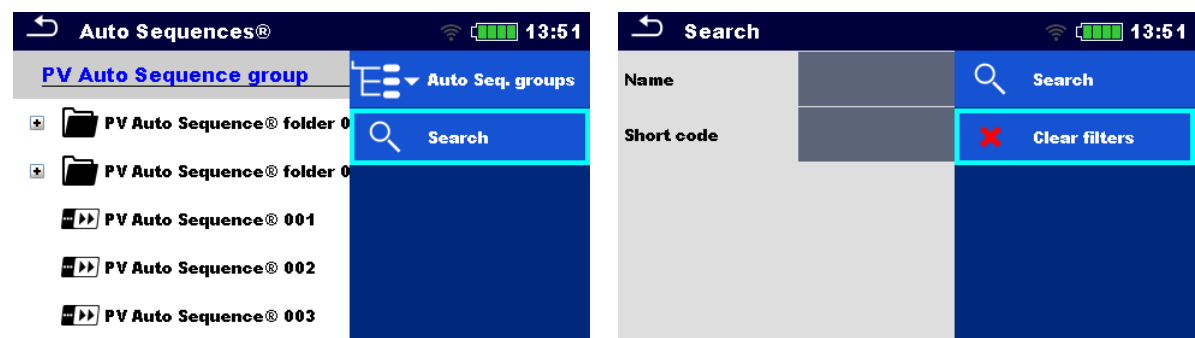 Auto Sequences® 13:51
PV Auto Sequence group
Auto Seq. groups
PV Auto Sequence® folder 0
Search
PV Auto Sequence® folder 0
PV Auto Sequence® 001
PV Auto Sequence® 002
PV Auto Sequence® 003
Search 13:51
Name
Search
Short code
Clear filters